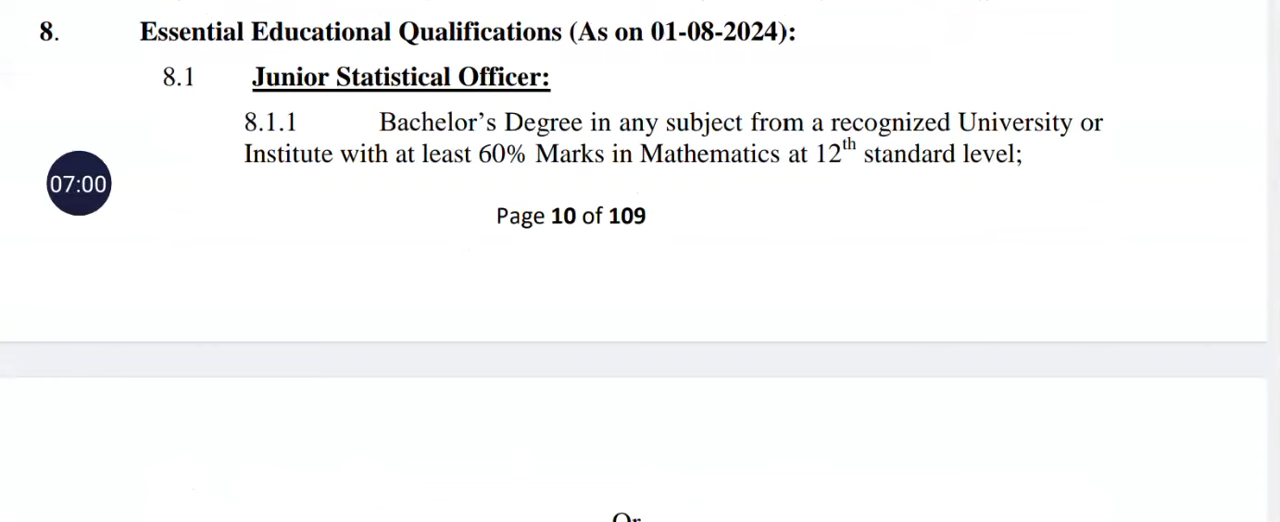 8. Essential Educational Qualifications (As on 01-08-2024):
8.1 Junior Statistical Officer:
8.1.1 Bachelor’s Degree in any subject from a recognized University or
Institute with at least 60% Marks in Mathematics at 12th standard level;
07:00
Page 10 of 109
Or